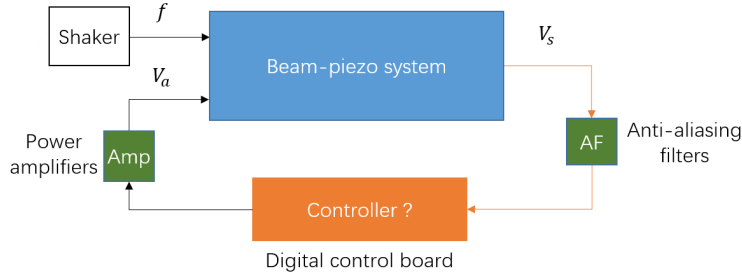 Shaker
f
Beam-piezo system
V_s
V_a
Power
amplifiers
Amp
AF
Anti-aliasing
filters
Controller ?
Digital control board